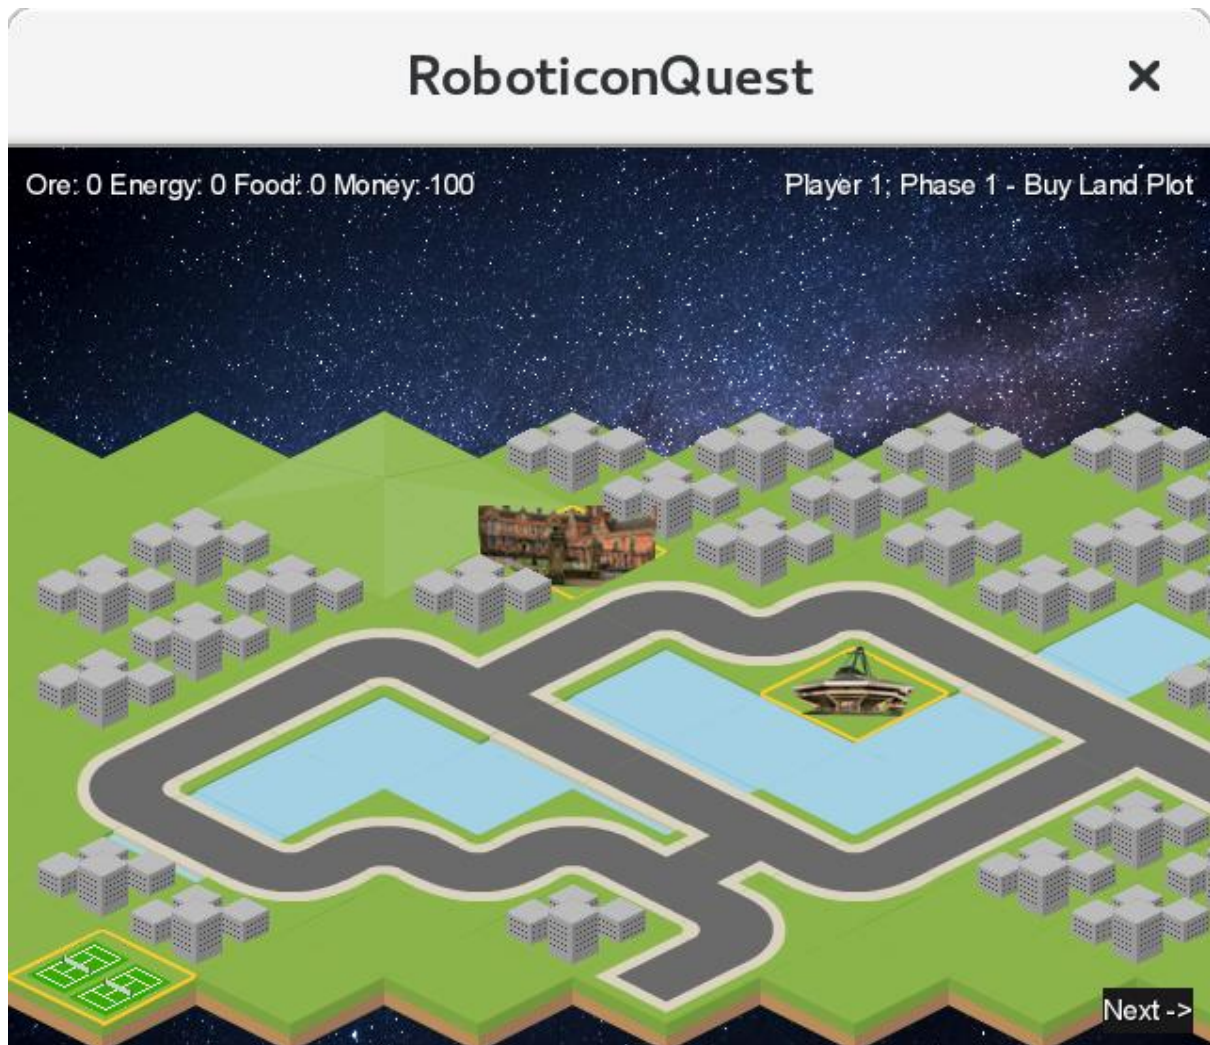 RoboticonQuest
Ore: 0 Energy: 0 Food: 0 Money: 100
Player 1; Phase 1 - Buy Land Plot
Next ->